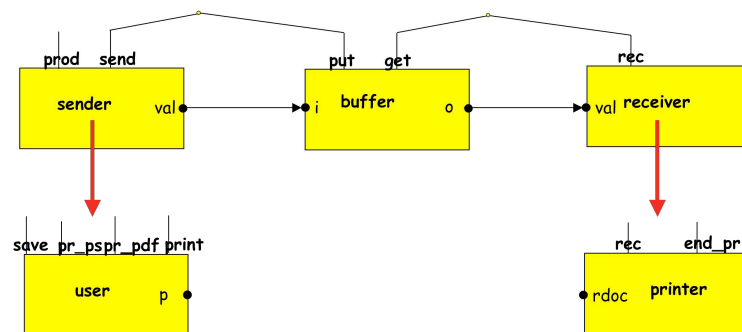 prod send put get rec
sender val i buffer o val receiver
save pr_ps pr_pdf print rec end_pr
user p rdoc printer